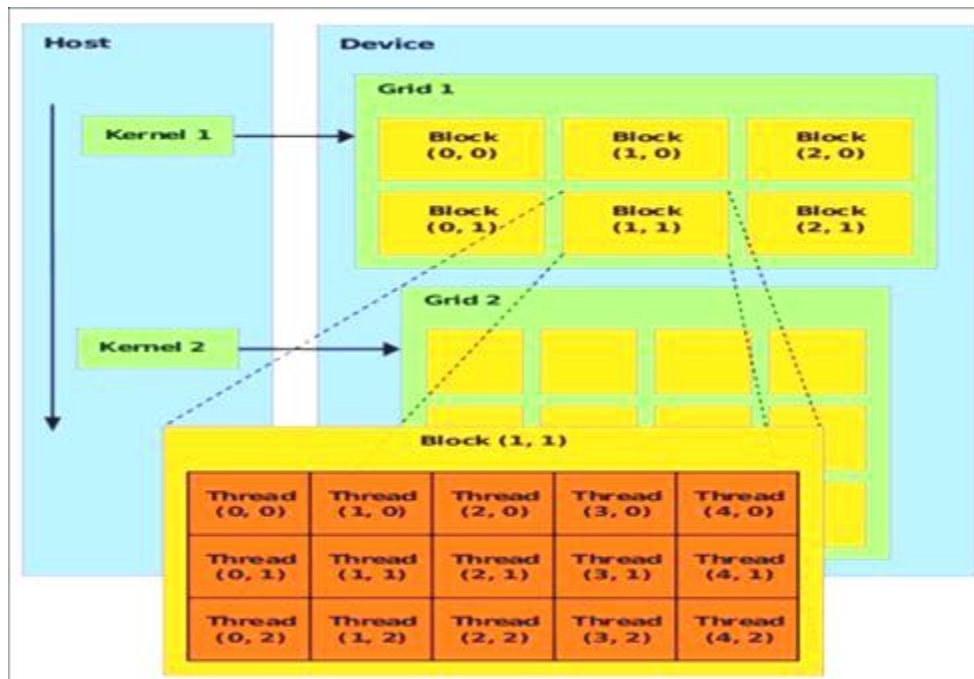 Host
Device
Grid 1
Kernel 1
Block
(0, 0)
Block
(1, 0)
Block
(2, 0)
Block
(0, 1)
Block
(1, 1)
Block
(2, 1)
Grid 2
Kernel 2
Block (1, 1)
Thread
(0, 0)
Thread
(1, 0)
Thread
(2, 0)
Thread
(3, 0)
Thread
(4, 0)
Thread
(0, 1)
Thread
(1, 1)
Thread
(2, 1)
Thread
(3, 1)
Thread
(4, 1)
Thread
(0, 2)
Thread
(1, 2)
Thread
(2, 2)
Thread
(3, 2)
Thread
(4, 2)